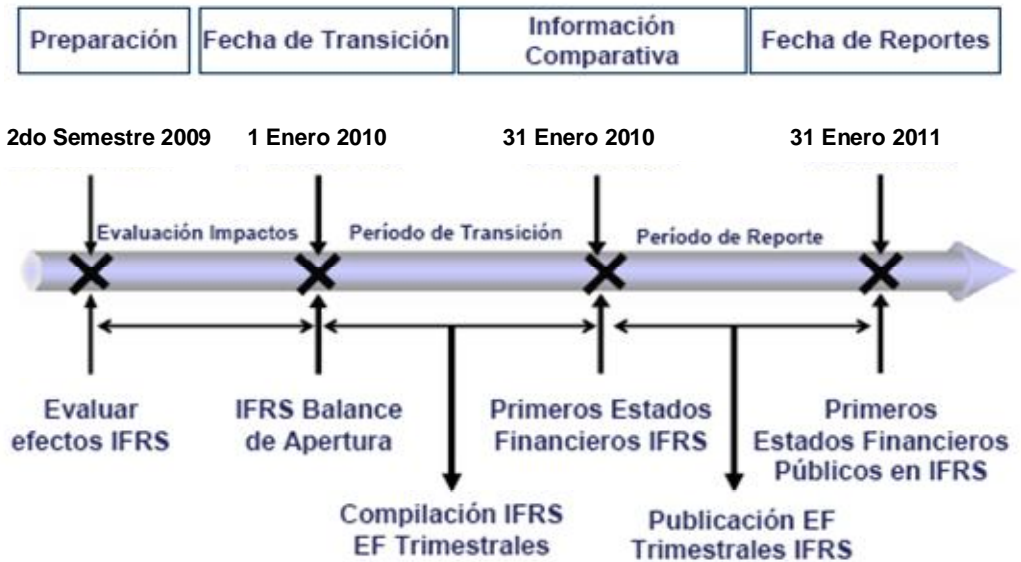 Preparación
Fecha de Transición
Información
Comparativa
Fecha de Reportes
2do Semestre 2009
1 Enero 2010
31 Enero 2010
31 Enero 2011
Evaluación Impactos
Período de Transición
Período de Reporte
Evaluar
efectos IFRS
IFRS Balance
de Apertura
Primeros Estados
Financieros IFRS
Primeros
Estados Financieros
Públicos en IFRS
Compilación IFRS
EF Trimestrales
Publicación EF
Trimestrales IFRS